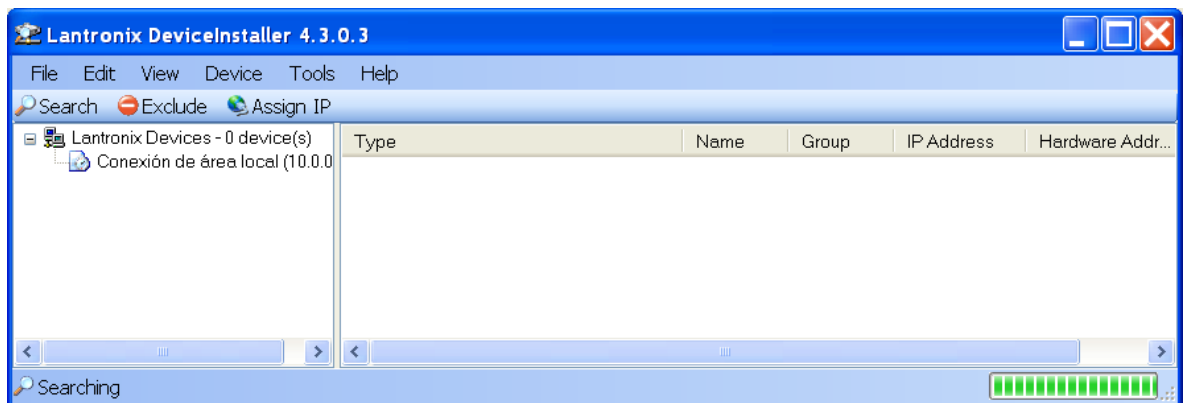 Lantronix DeviceInstaller 4.3.0.3
File Edit View Device Tools Help
Search Exclude Assign IP
Lantronix Devices - 0 device(s)
Conexión de área local (10.0.0
Type Name Group IP Address Hardware Addr...
Searching